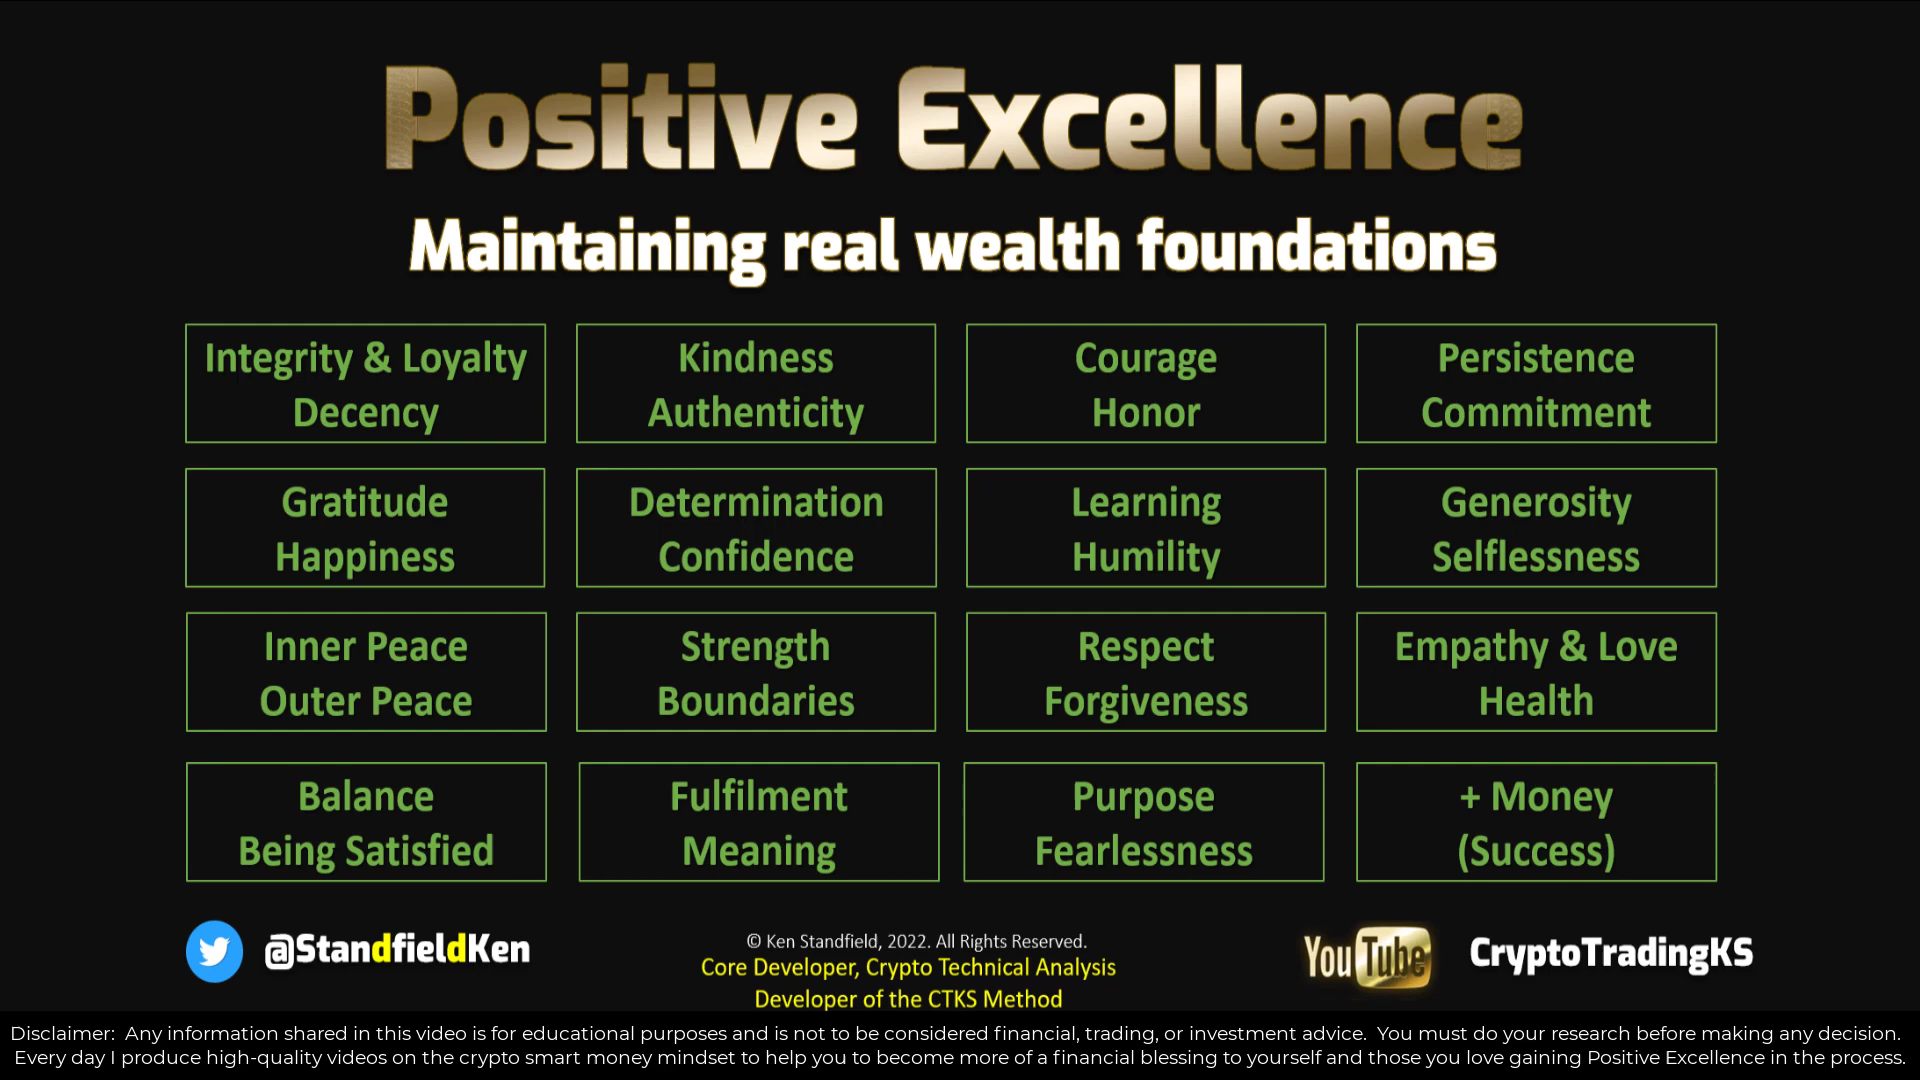 Positive Excellence
Maintaining real wealth foundations
Integrity & Loyalty
Decency
Kindness
Authenticity
Courage
Honor
Persistence
Commitment
Gratitude
Happiness
Determination
Confidence
Learning
Humility
Generosity
Selflessness
Inner Peace
Outer Peace
Strength
Boundaries
Respect
Forgiveness
Empathy & Love
Health
Balance
Being Satisfied
Fulfilment
Meaning
Purpose
Fearlessness
+ Money
(Success)
@StandfieldKen
© Ken Standfield, 2022. All Rights Reserved.
Core Developer, Crypto Technical Analysis
Developer of the CTKS Method
YouTube
CryptoTradingKS
Disclaimer: Any information shared in this video is for educational purposes and is not to be considered financial, trading, or investment advice. You must do your research before making any decision.
Every day I produce high-quality videos on the crypto smart money mindset to help you to become more of a financial blessing to yourself and those you love gaining Positive Excellence in the process.